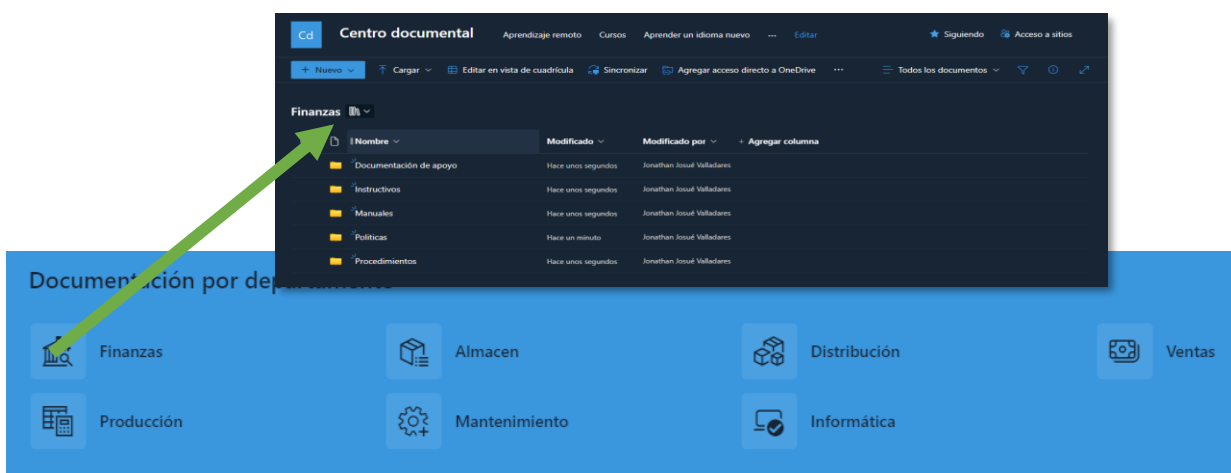 Cd Centro documental Aprendizaje remoto Cursos Aprender un idioma nuevo ... Editar Siguiendo Acceso a sitios
+ Nuevo Cargar Editar en vista de cuadrícula Sincronizar Agregar acceso directo a OneDrive ... Todos los documentos
Finanzas
Nombre Modificado Modificado por + Agregar columna
Documentación de apoyo Hace unos segundos Jonathan Josué Valladares
Instructivos Hace unos segundos Jonathan Josué Valladares
Manuales Hace unos segundos Jonathan Josué Valladares
Politicas Hace un minuto Jonathan Josué Valladares
Procedimientos Hace unos segundos Jonathan Josué Valladares
Documentación por departamento
Finanzas Almacen Distribución Ventas
Producción Mantenimiento Informática